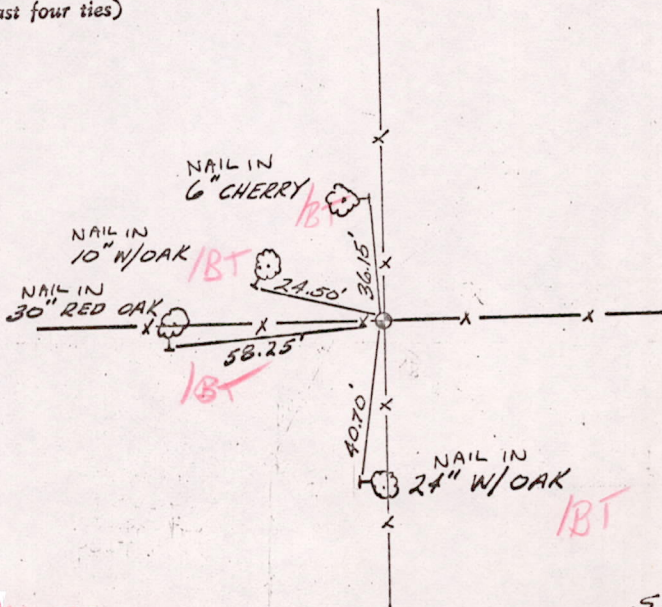 ast four ties)
NAIL IN
6" CHERRY
/BT
36.15'
NAIL IN
10" W/OAK
/BT
24.50'
NAIL IN
30" RED OAK
58.25'
/BT
40.70'
NAIL IN
24" W/OAK
/BT